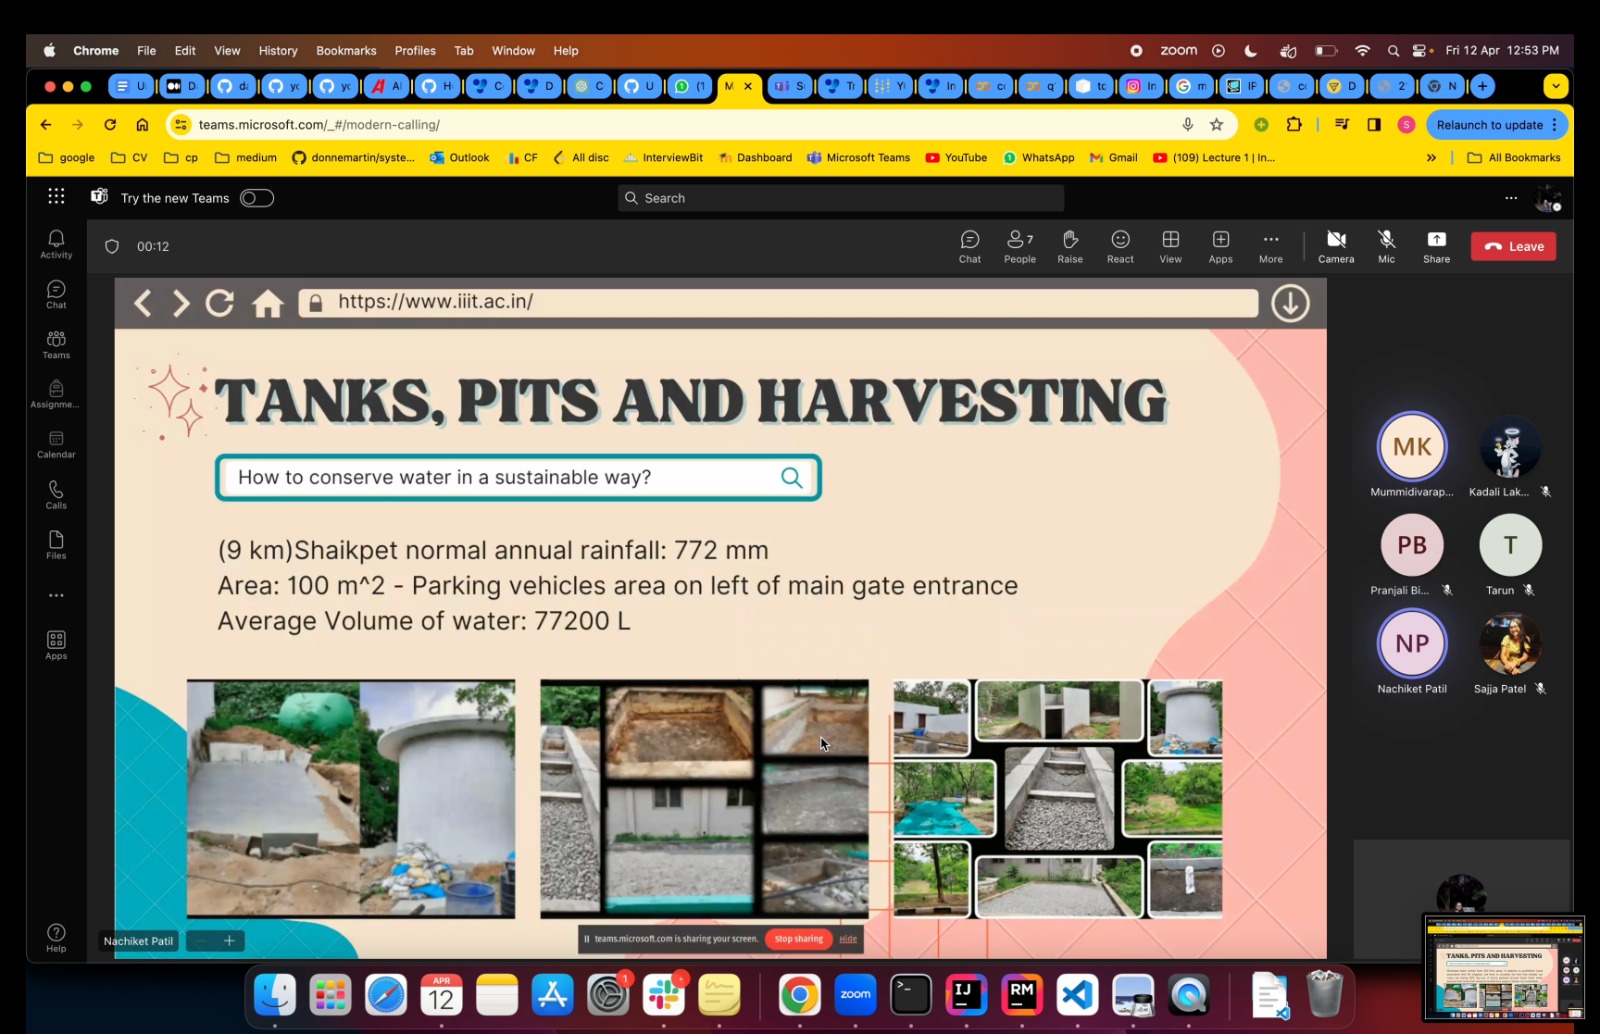 Chrome File Edit View History Bookmarks Profiles Tab Window Help
zoom Fri 12 Apr 12:53 PM
teams.microsoft.com/_#/modern-calling/
Relaunch to update
google CV cp medium donnemartin/syste... Outlook CF All disc InterviewBit Dashboard Microsoft Teams YouTube WhatsApp Gmail (109) Lecture 1 | In... » All Bookmarks
Try the new Teams
Search
00:12
Chat People 7 Raise React View Apps More Camera Mic Share Leave
Activity
Chat
Teams
Assignme...
Calendar
Calls
Files
Apps
Help
https://www.iiit.ac.in/
TANKS, PITS AND HARVESTING
How to conserve water in a sustainable way?
(9 km)Shaikpet normal annual rainfall: 772 mm
Area: 100 m^2 - Parking vehicles area on left of main gate entrance
Average Volume of water: 77200 L
MK
Mummidivarap... Kadali Lak...
PB T
Pranjali Bi... Tarun
NP
Nachiket Patil Sajja Patel
Nachiket Patil
teams.microsoft.com is sharing your screen. Stop sharing Hide
APR
12
1
zoom
IJ
RM
TANKS, PITS AND HARVESTING